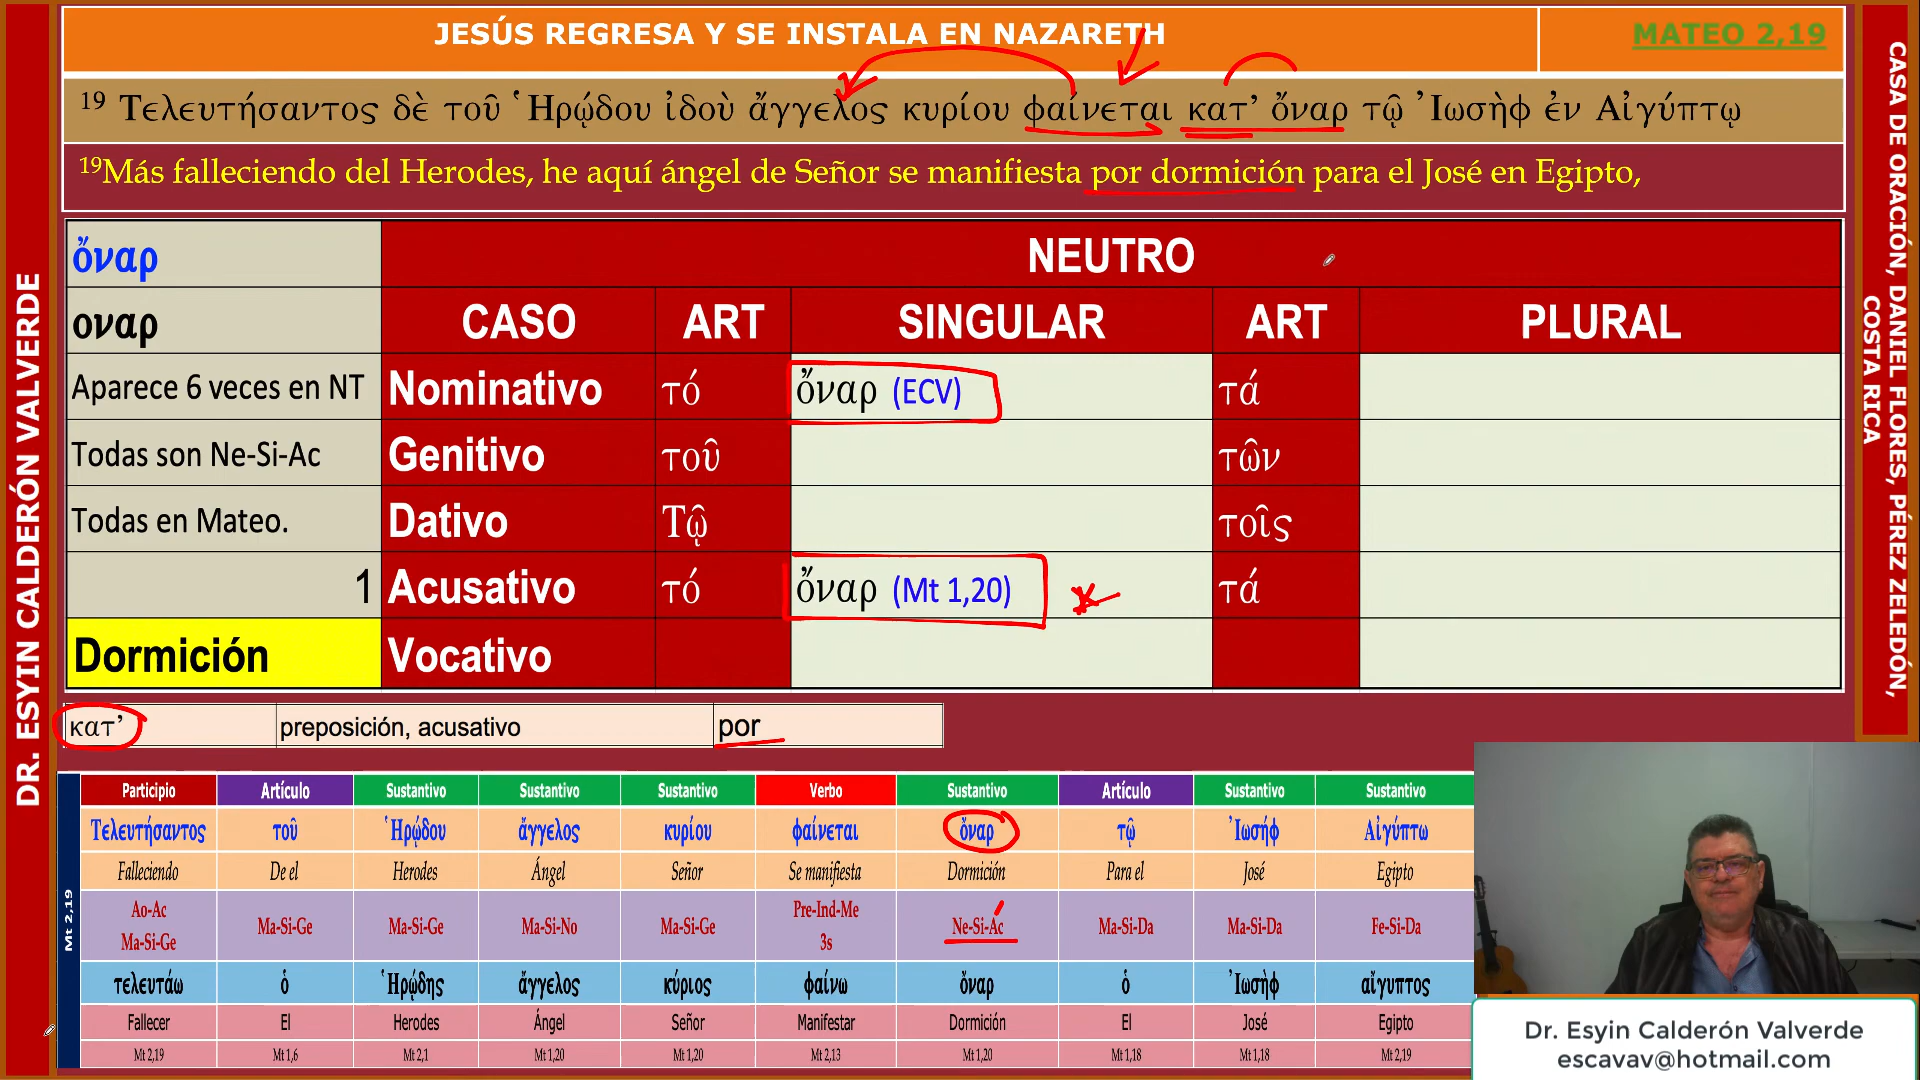 JESÚS REGRESA Y SE INSTALA EN NAZARETH
MATEO 2,19
19 Τελευτήσαντος δὲ τοῦ Ἡρῴδου ἰδοὺ ἄγγελος κυρίου φαίνεται κατ’ ὄναρ τῷ Ἰωσὴφ ἐν Αἰγύπτῳ
19Más falleciendo del Herodes, he aquí ángel de Señor se manifiesta por dormición para el José en Egipto,
DR. ESYIN CALDERÓN VALVERDE
CASA DE ORACIÓN, DANIEL FLORES, PÉREZ ZELEDÓN,
COSTA RICA
ὄναρ NEUTRO
οναρ CASO ART SINGULAR ART PLURAL
Aparece 6 veces en NT Nominativo τό ὄναρ (ECV) τά
Todas son Ne-Si-Ac Genitivo τοῦ τῶν
Todas en Mateo. Dativo Τῷ τοῖς
1 Acusativo τό ὄναρ (Mt 1,20) τά
Dormición Vocativo
κατ’ preposición, acusativo por
Mt 2,19
Participio Artículo Sustantivo Sustantivo Sustantivo Verbo Sustantivo Artículo Sustantivo Sustantivo
Τελευτήσαντος τοῦ Ἡρῴδου ἄγγελος κυρίου φαίνεται ὄναρ τῷ Ἰωσήφ Αἰγύπτω
Falleciendo De el Herodes Ángel Señor Se manifiesta Dormición Para el José Egipto
Ao-Ac Ma-Si-Ge Ma-Si-Ge Ma-Si-Ge Ma-Si-No Ma-Si-Ge Pre-Ind-Me 3s Ne-Si-Ac Ma-Si-Da Ma-Si-Da Fe-Si-Da
τελευτάω ὁ Ἡρῴδης ἄγγελος κύριος φαίνω ὄναρ ὁ Ἰωσὴφ αἴγυπτος
Fallecer El Herodes Ángel Señor Manifestar Dormición El José Egipto
Mt 2,19 Mt 1,6 Mt 2,1 Mt 1,20 Mt 1,20 Mt 2,13 Mt 1,20 Mt 1,18 Mt 1,18 Mt 2,19
Dr. Esyin Calderón Valverde
escavav@hotmail.com